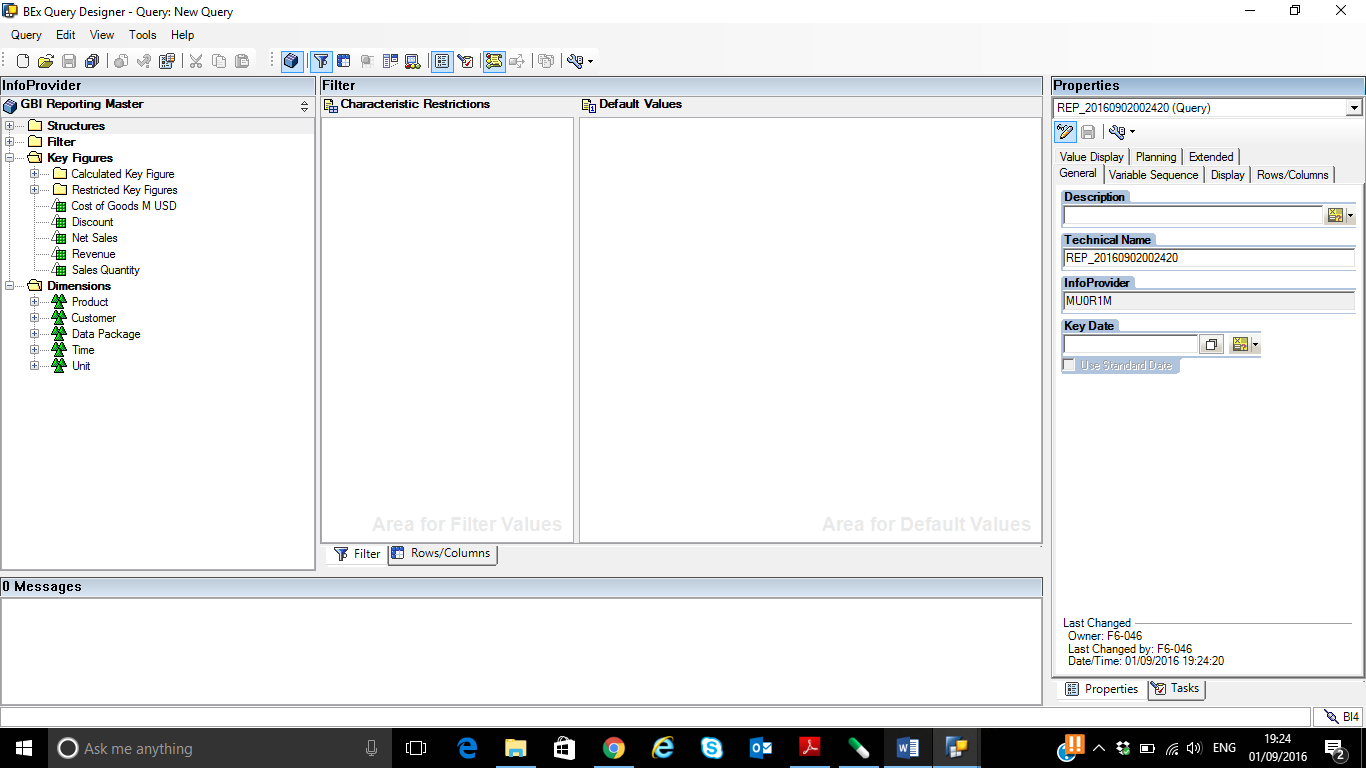 BEx Query Designer - Query: New Query
Query Edit View Tools Help
InfoProvider
GBI Reporting Master
Structures
Filter
Key Figures
Calculated Key Figure
Restricted Key Figures
Cost of Goods M USD
Discount
Net Sales
Revenue
Sales Quantity
Dimensions
Product
Customer
Data Package
Time
Unit
Filter
Characteristic Restrictions
Default Values
Area for Filter Values
Area for Default Values
Filter Rows/Columns
0 Messages
Properties
REP_20160902002420 (Query)
Value Display Planning Extended
General Variable Sequence Display Rows/Columns
Description
Technical Name
REP_20160902002420
InfoProvider
MU0R1M
Key Date
Use Standard Date
Last Changed
Owner: F6-046
Last Changed by: F6-046
Date/Time: 01/09/2016 19:24:20
Properties Tasks
BI4
Ask me anything
ENG
19:24
01/09/2016
2